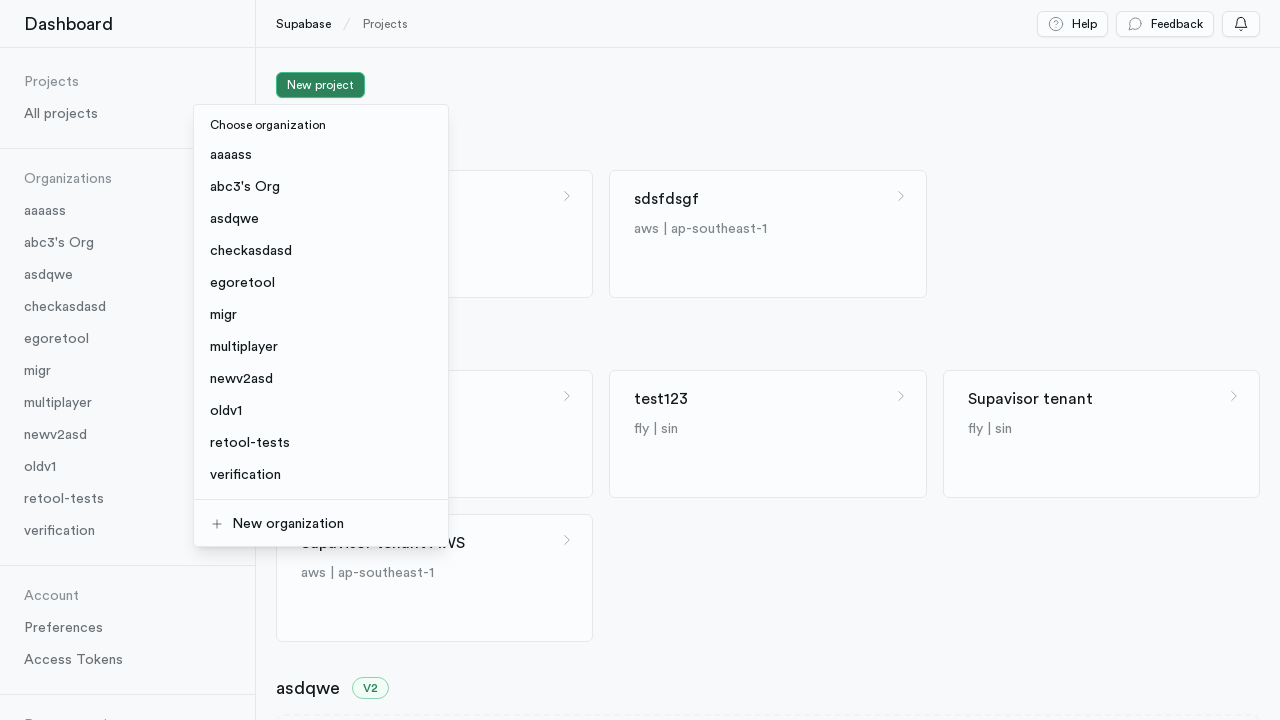 Dashboard
Supabase / Projects
Help
Feedback
Projects
All projects
Organizations
aaaass
abc3's Org
asdqwe
checkasdasd
egoretool
migr
multiplayer
newv2asd
oldv1
retool-tests
verification
Account
Preferences
Access Tokens
New project
Choose organization
aaaass
abc3's Org
asdqwe
checkasdasd
egoretool
migr
multiplayer
newv2asd
oldv1
retool-tests
verification
New organization
sdsfdsgf
aws | ap-southeast-1
test123
fly | sin
Supavisor tenant
fly | sin
Supavisor tenant AWS
aws | ap-southeast-1
asdqwe V2